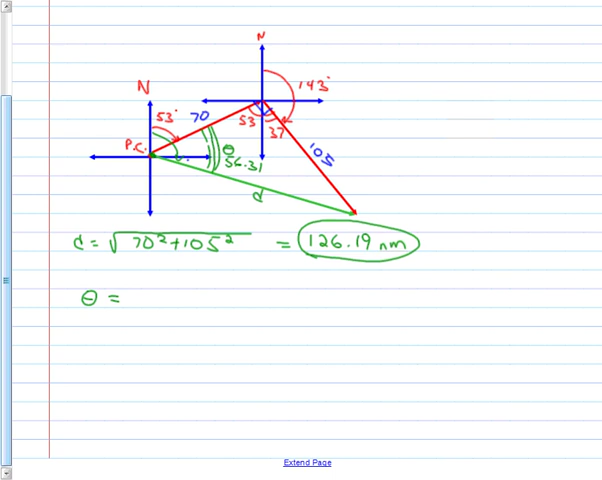 N
143°
N
53°
70
53
37
P.C.
θ
56.31
105
d
d = √70²+105² = 126.19 nm
θ =
Extend Page